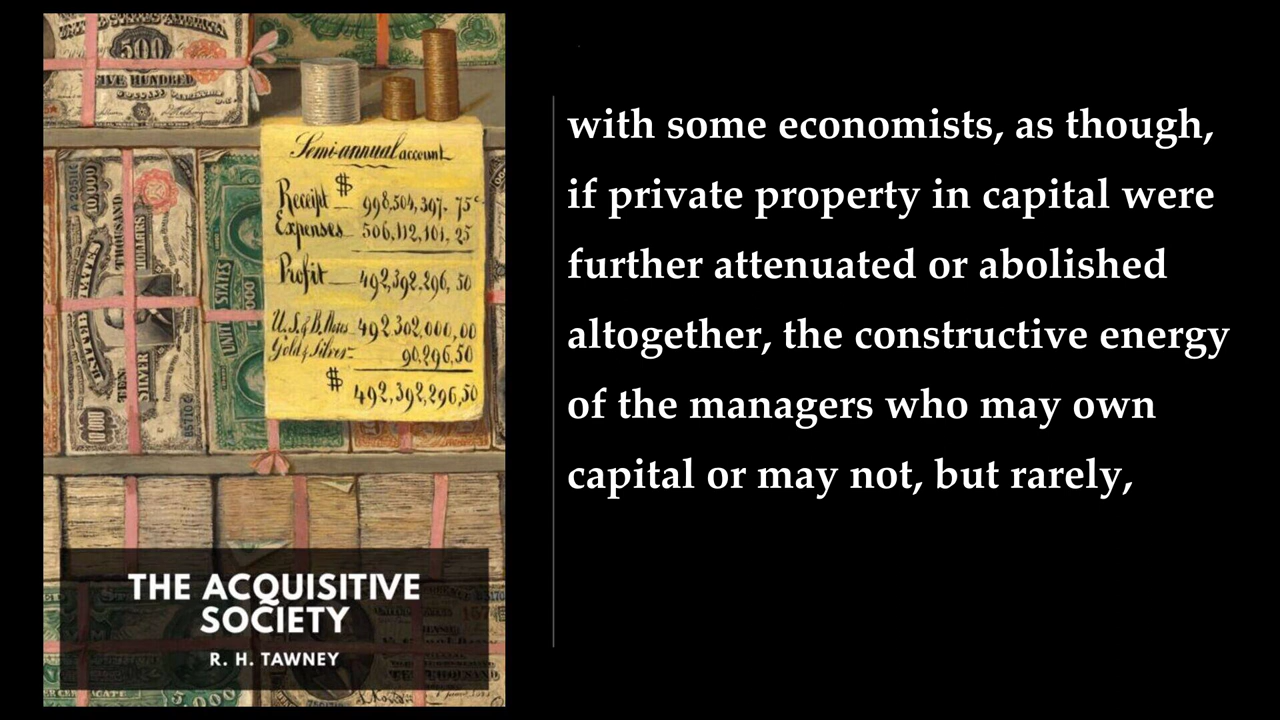 500
FIVE HUNDRED
Semi-annual account
$
Receipt 998,504,397. 75c
Expenses 506,112,101, 25
Profit 492,392,296, 50
U.S. & B. Notes 492 302,000,00
Gold & Silver 90,296,50
$ 492,392,296,50
THE ACQUISITIVE
SOCIETY
R. H. TAWNEY
5,000
with some economists, as though,
if private property in capital were
further attenuated or abolished
altogether, the constructive energy
of the managers who may own
capital or may not, but rarely,